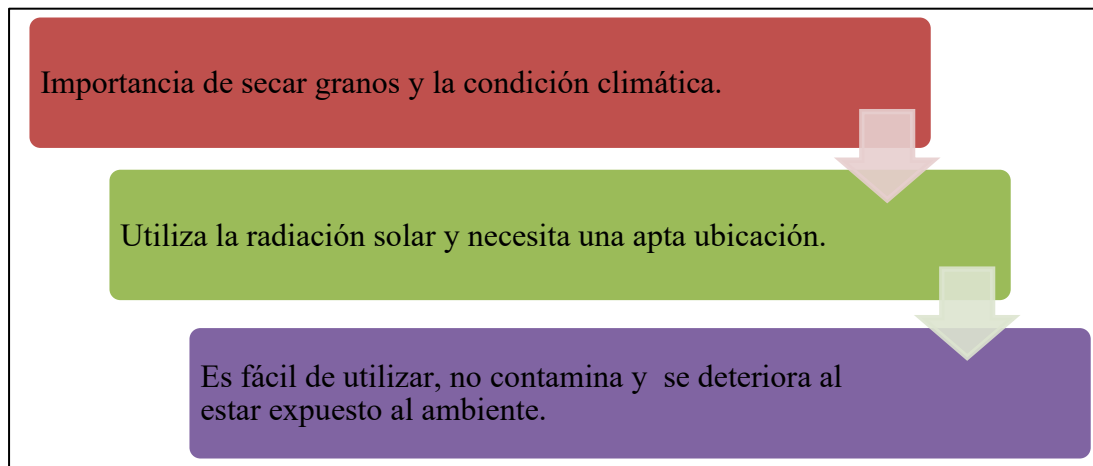 Importancia de secar granos y la condición climática.
Utiliza la radiación solar y necesita una apta ubicación.
Es fácil de utilizar, no contamina y  se deteriora al
estar expuesto al ambiente.